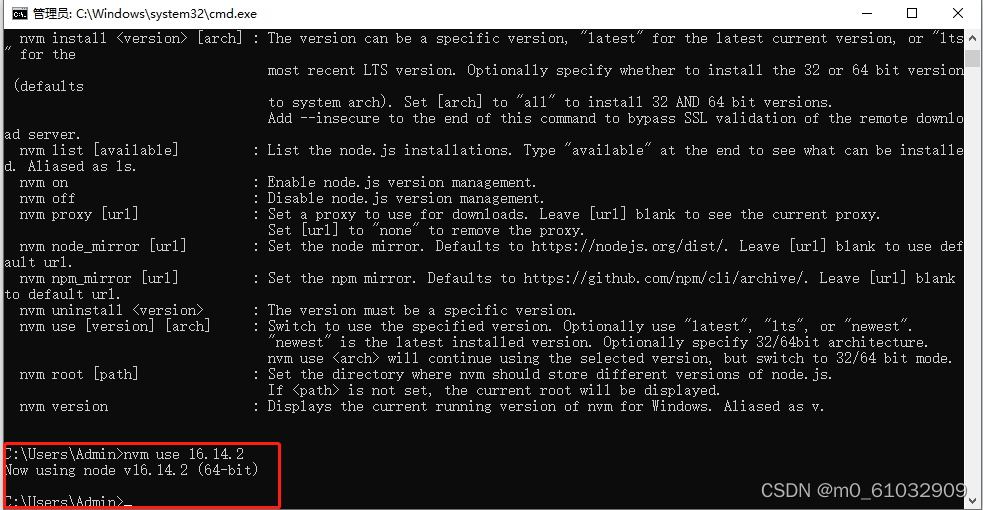 管理员: C:\Windows\system32\cmd.exe
nvm install <version> [arch] : The version can be a specific version, "latest" for the latest current version, or "lts
" for the
most recent LTS version. Optionally specify whether to install the 32 or 64 bit version
(defaults
to system arch). Set [arch] to "all" to install 32 AND 64 bit versions.
Add --insecure to the end of this command to bypass SSL validation of the remote downlo
ad server.
nvm list [available] : List the node.js installations. Type "available" at the end to see what can be installe
d. Aliased as ls.
nvm on : Enable node.js version management.
nvm off : Disable node.js version management.
nvm proxy [url] : Set a proxy to use for downloads. Leave [url] blank to see the current proxy.
Set [url] to "none" to remove the proxy.
nvm node_mirror [url] : Set the node mirror. Defaults to https://nodejs.org/dist/. Leave [url] blank to use def
ault url.
nvm npm_mirror [url] : Set the npm mirror. Defaults to https://github.com/npm/cli/archive/. Leave [url] blank
to default url.
nvm uninstall <version> : The version must be a specific version.
nvm use [version] [arch] : Switch to use the specified version. Optionally use "latest", "lts", or "newest".
"newest" is the latest installed version. Optionally specify 32/64bit architecture.
nvm use <arch> will continue using the selected version, but switch to 32/64 bit mode.
nvm root [path] : Set the directory where nvm should store different versions of node.js.
If <path> is not set, the current root will be displayed.
nvm version : Displays the current running version of nvm for Windows. Aliased as v.
C:\Users\Admin>nvm use 16.14.2
Now using node v16.14.2 (64-bit)
C:\Users\Admin>_
CSDN @m0_61032909